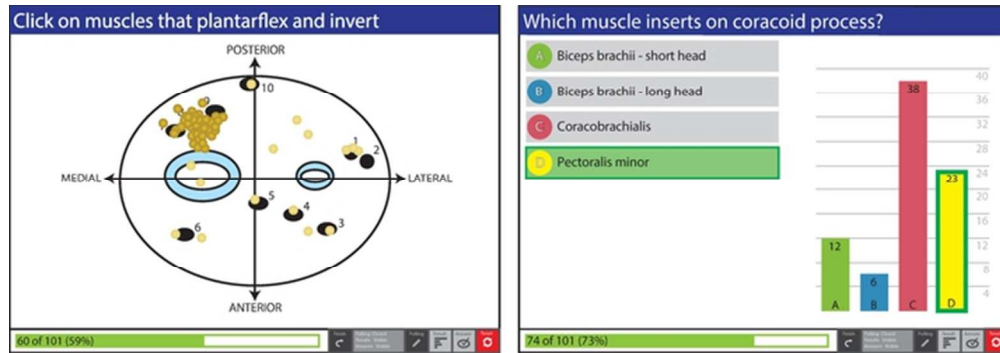 Click on muscles that plantarflex and invert
POSTERIOR
10
9
1
2
MEDIAL
LATERAL
5
4
3
6
ANTERIOR
60 of 101 (59%)
Which muscle inserts on coracoid process?
A Biceps brachii - short head
B Biceps brachii - long head
C Coracobrachialis
D Pectoralis minor
40
36
32
28
24
20
16
12
8
4
12
6
38
23
A
B
C
D
74 of 101 (73%)